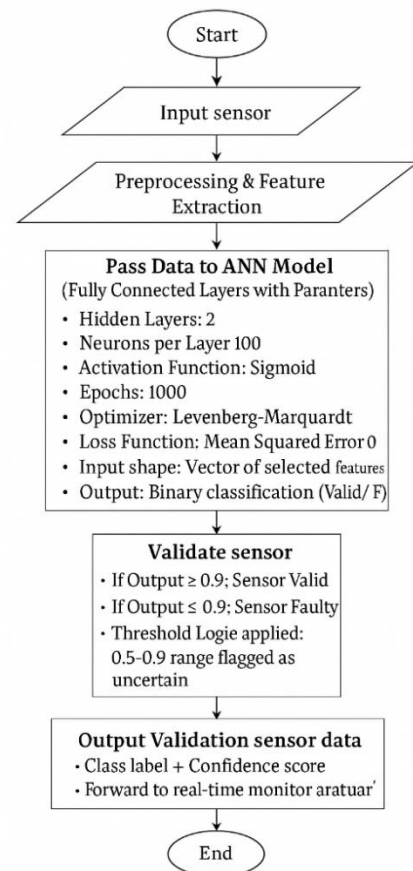 Start
Input sensor
Preprocessing & Feature
Extraction
Pass Data to ANN Model
(Fully Connected Layers with Paranters)
• Hidden Layers: 2
• Neurons per Layer 100
• Activation Function: Sigmoid
• Epochs: 1000
• Optimizer: Levenberg-Marquardt
• Loss Function: Mean Squared Error 0
• Input shape: Vector of selected features
• Output: Binary classification (Valid/ F)
Validate sensor
• If Output ≥ 0.9; Sensor Valid
• If Output ≤ 0.9; Sensor Faulty
• Threshold Logie applied:
0.5-0.9 range flagged as
uncertain
Output Validation sensor data
• Class label + Confidence score
• Forward to real-time monitor aratuar'
End